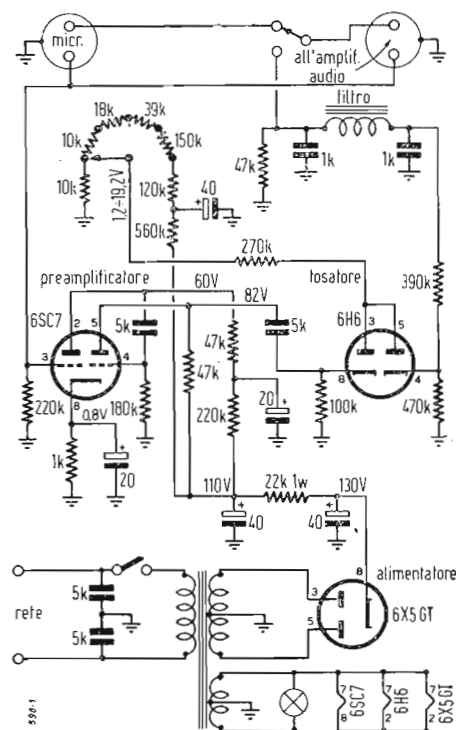 micr.
all'amplif.
audio
filtro
18k
39k
10k
150k
47k
1k
1k
10k
1,2÷19,2V
120k
+
40
560k
270k
390k
preamplificatore
60V
tosatore
82V
6SC7
2
5
5k
5k
6H6
3
5
3
4
47k
47k
8
4
220k
8
180k
20
+
100k
470k
0,8V
220k
1k
+
20
110V
22k 1w
130V
+
40
40
+
8
alimentatore
5k
3
rete
5k
5
6X5GT
7
6SC7
8
7
6H6
2
7
6X5GT
2
590-1